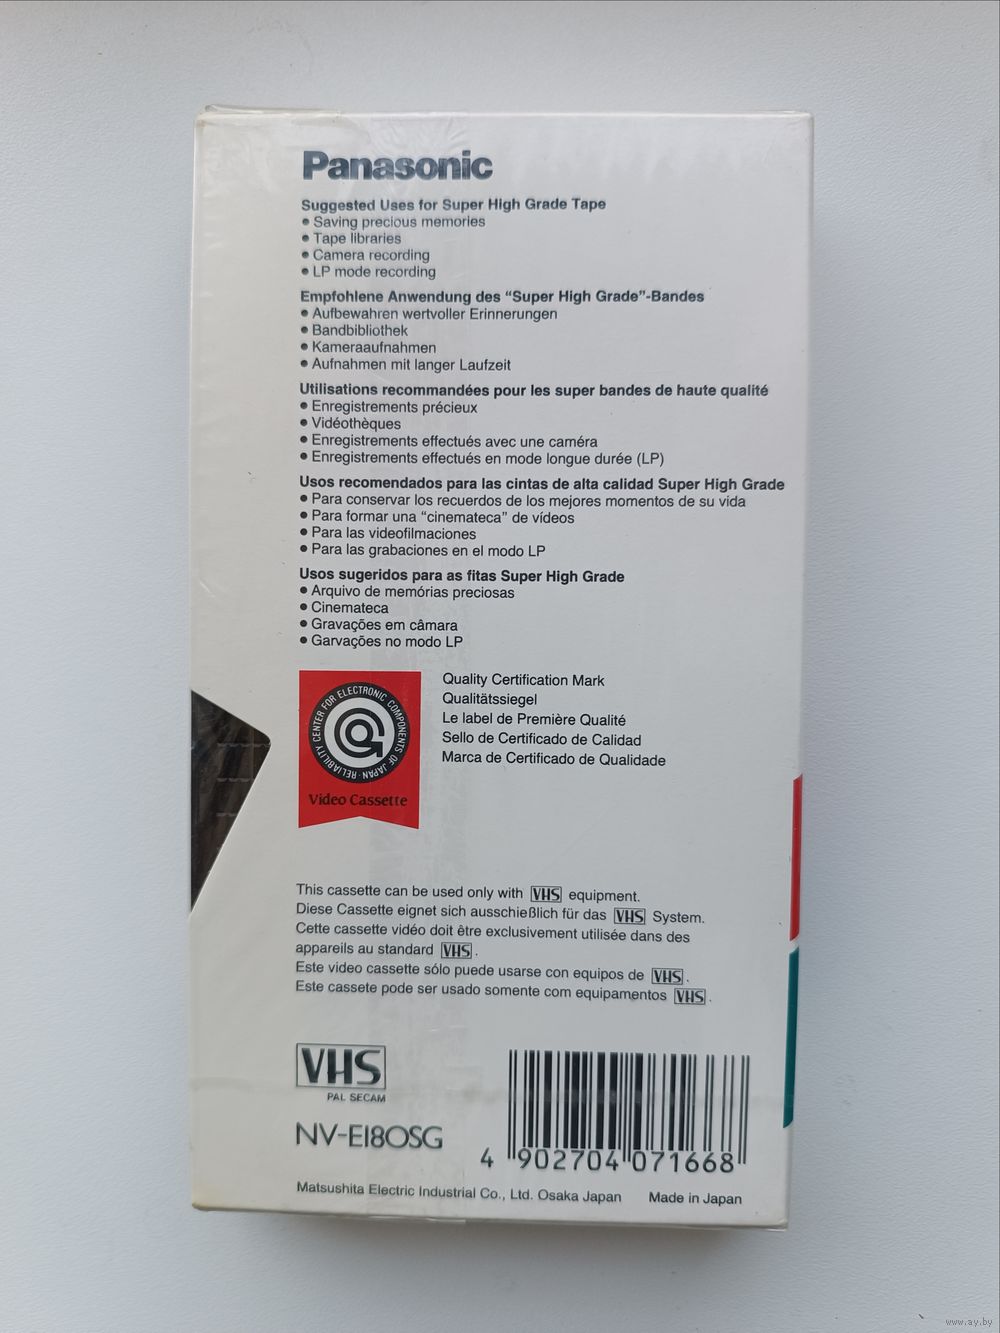 Panasonic
Suggested Uses for Super High Grade Tape
• Saving precious memories
• Tape libraries
• Camera recording
• LP mode recording
Empfohlene Anwendung des “Super High Grade”-Bandes
• Aufbewahren wertvoller Erinnerungen
• Bandbibliothek
• Kameraaufnahmen
• Aufnahmen mit langer Laufzeit
Utilisations recommandées pour les super bandes de haute qualité
• Enregistrements précieux
• Vidéothèques
• Enregistrements effectués avec une caméra
• Enregistrements effectués en mode longue durée (LP)
Usos recomendados para las cintas de alta calidad Super High Grade
• Para conservar los recuerdos de los mejores momentos de su vida
• Para formar una “cinemateca” de vídeos
• Para las videofilmaciones
• Para las grabaciones en el modo LP
Usos sugeridos para as fitas Super High Grade
• Arquivo de memórias preciosas
• Cinemateca
• Gravações em câmara
• Garvações no modo LP
RELIABILITY CENTER FOR ELECTRONIC COMPONENTS OF JAPAN
Video Cassette
Quality Certification Mark
Qualitätssiegel
Le label de Première Qualité
Sello de Certificado de Calidad
Marca de Certificado de Qualidade
This cassette can be used only with VHS equipment.
Diese Cassette eignet sich ausschießlich für das VHS System.
Cette cassette vidéo doit être exclusivement utilisée dans des
appareils au standard VHS.
Este video cassette sólo puede usarse con equipos de VHS.
Este cassete pode ser usado somente com equipamentos VHS.
VHS
PAL SECAM
NV-E180SG
4 902704 071668
Matsushita Electric Industrial Co., Ltd. Osaka Japan Made in Japan
www.ay.by